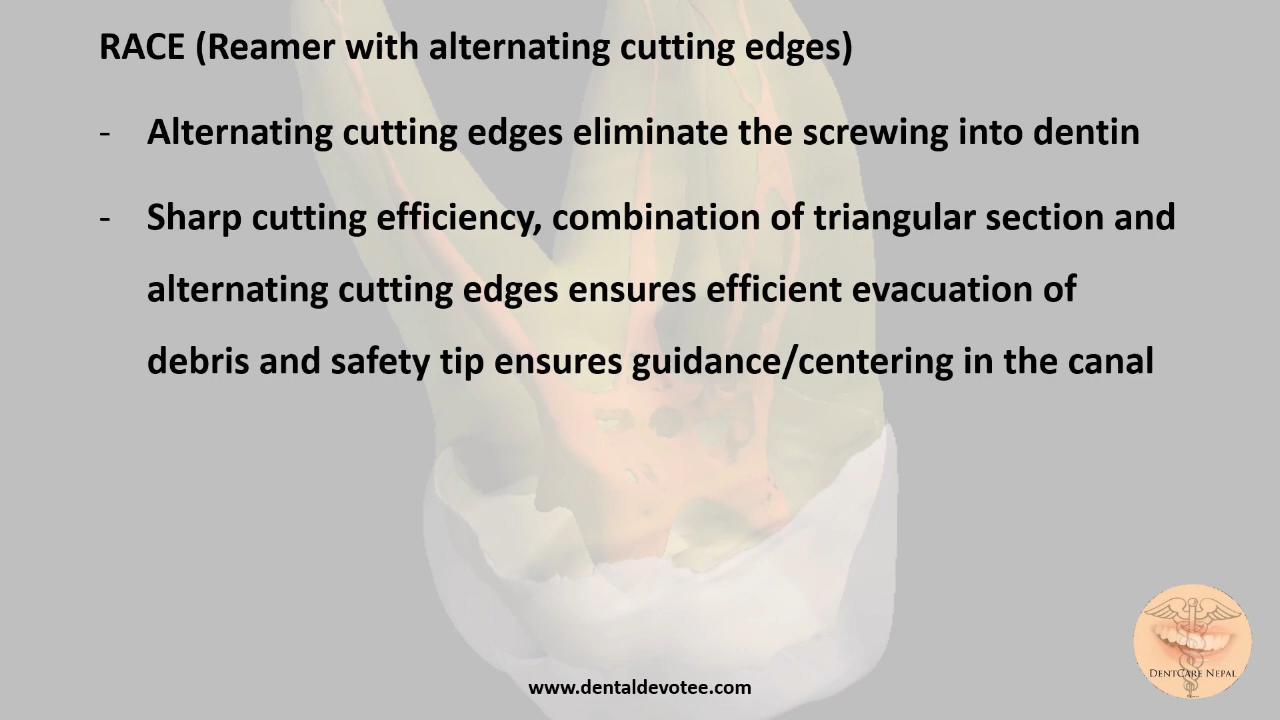 RACE (Reamer with alternating cutting edges)
- Alternating cutting edges eliminate the screwing into dentin
- Sharp cutting efficiency, combination of triangular section and
alternating cutting edges ensures efficient evacuation of
debris and safety tip ensures guidance/centering in the canal
DENTCARE NEPAL
www.dentaldevotee.com